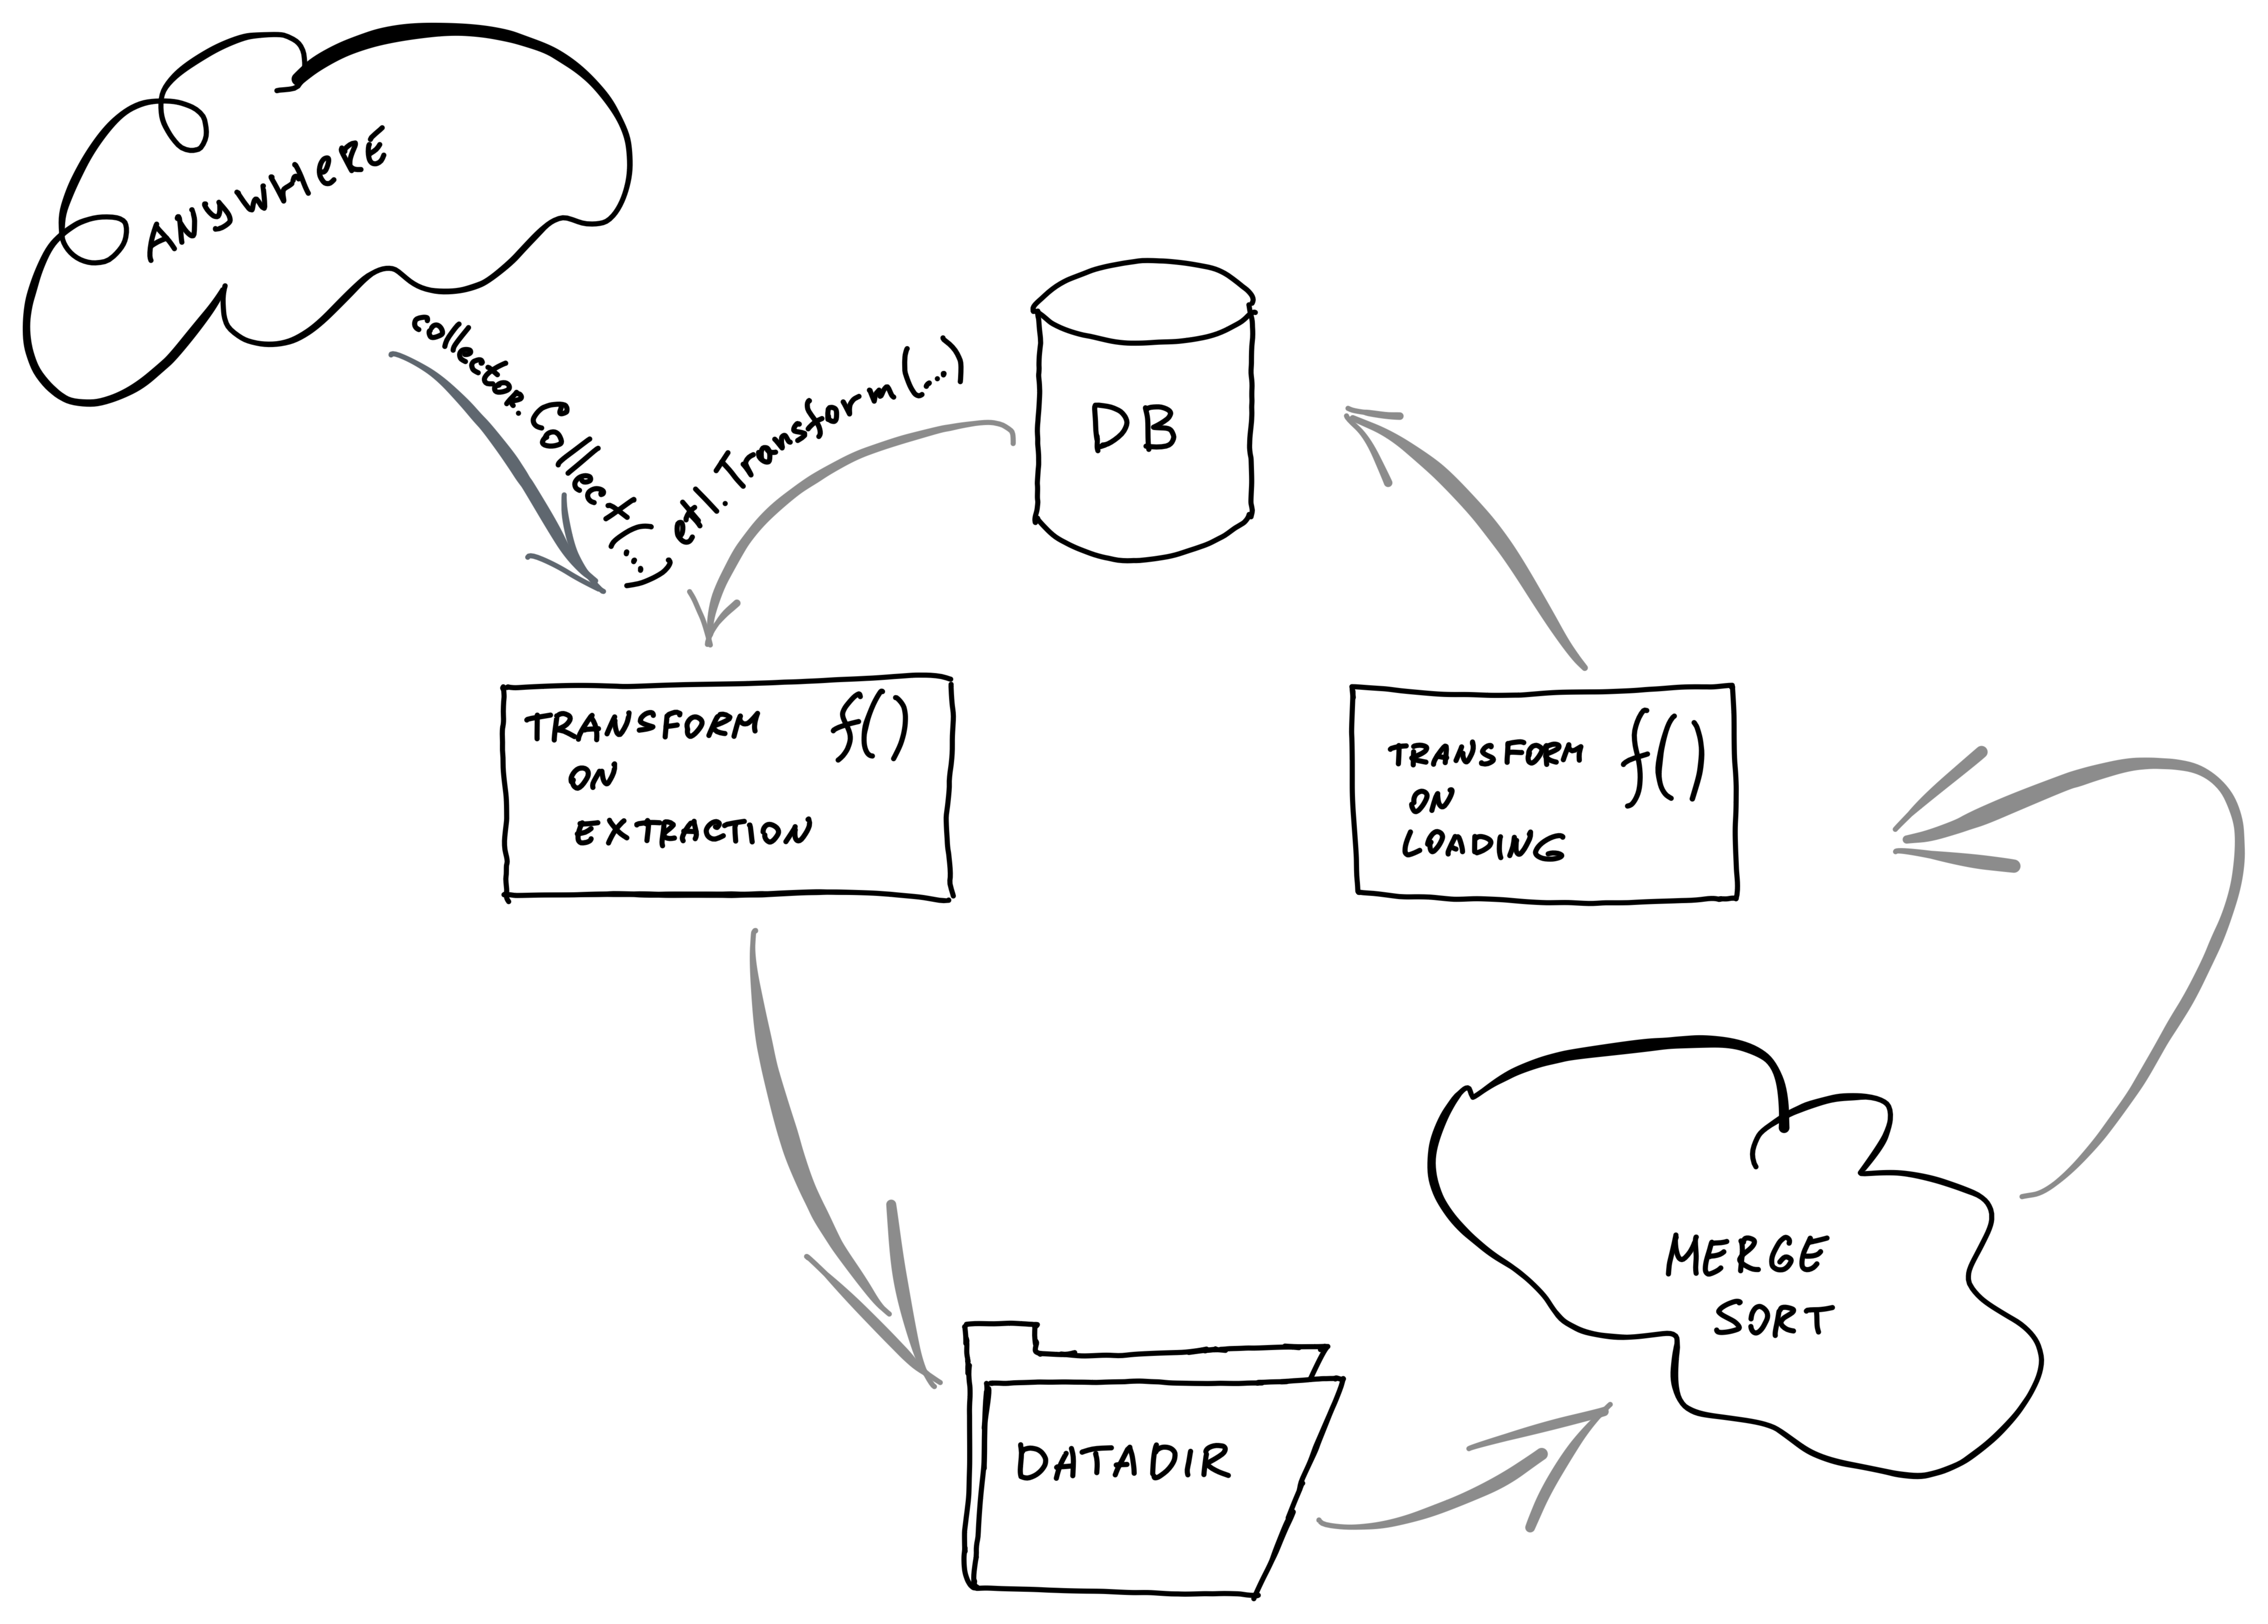 ANYWHERE
collector.Collect(...)
etl.Transform(...)
DB
TRANSFORM f()
ON
EXTRACTION
TRANSFORM f()
ON
LOADING
MERGE
SORT
DATADIR